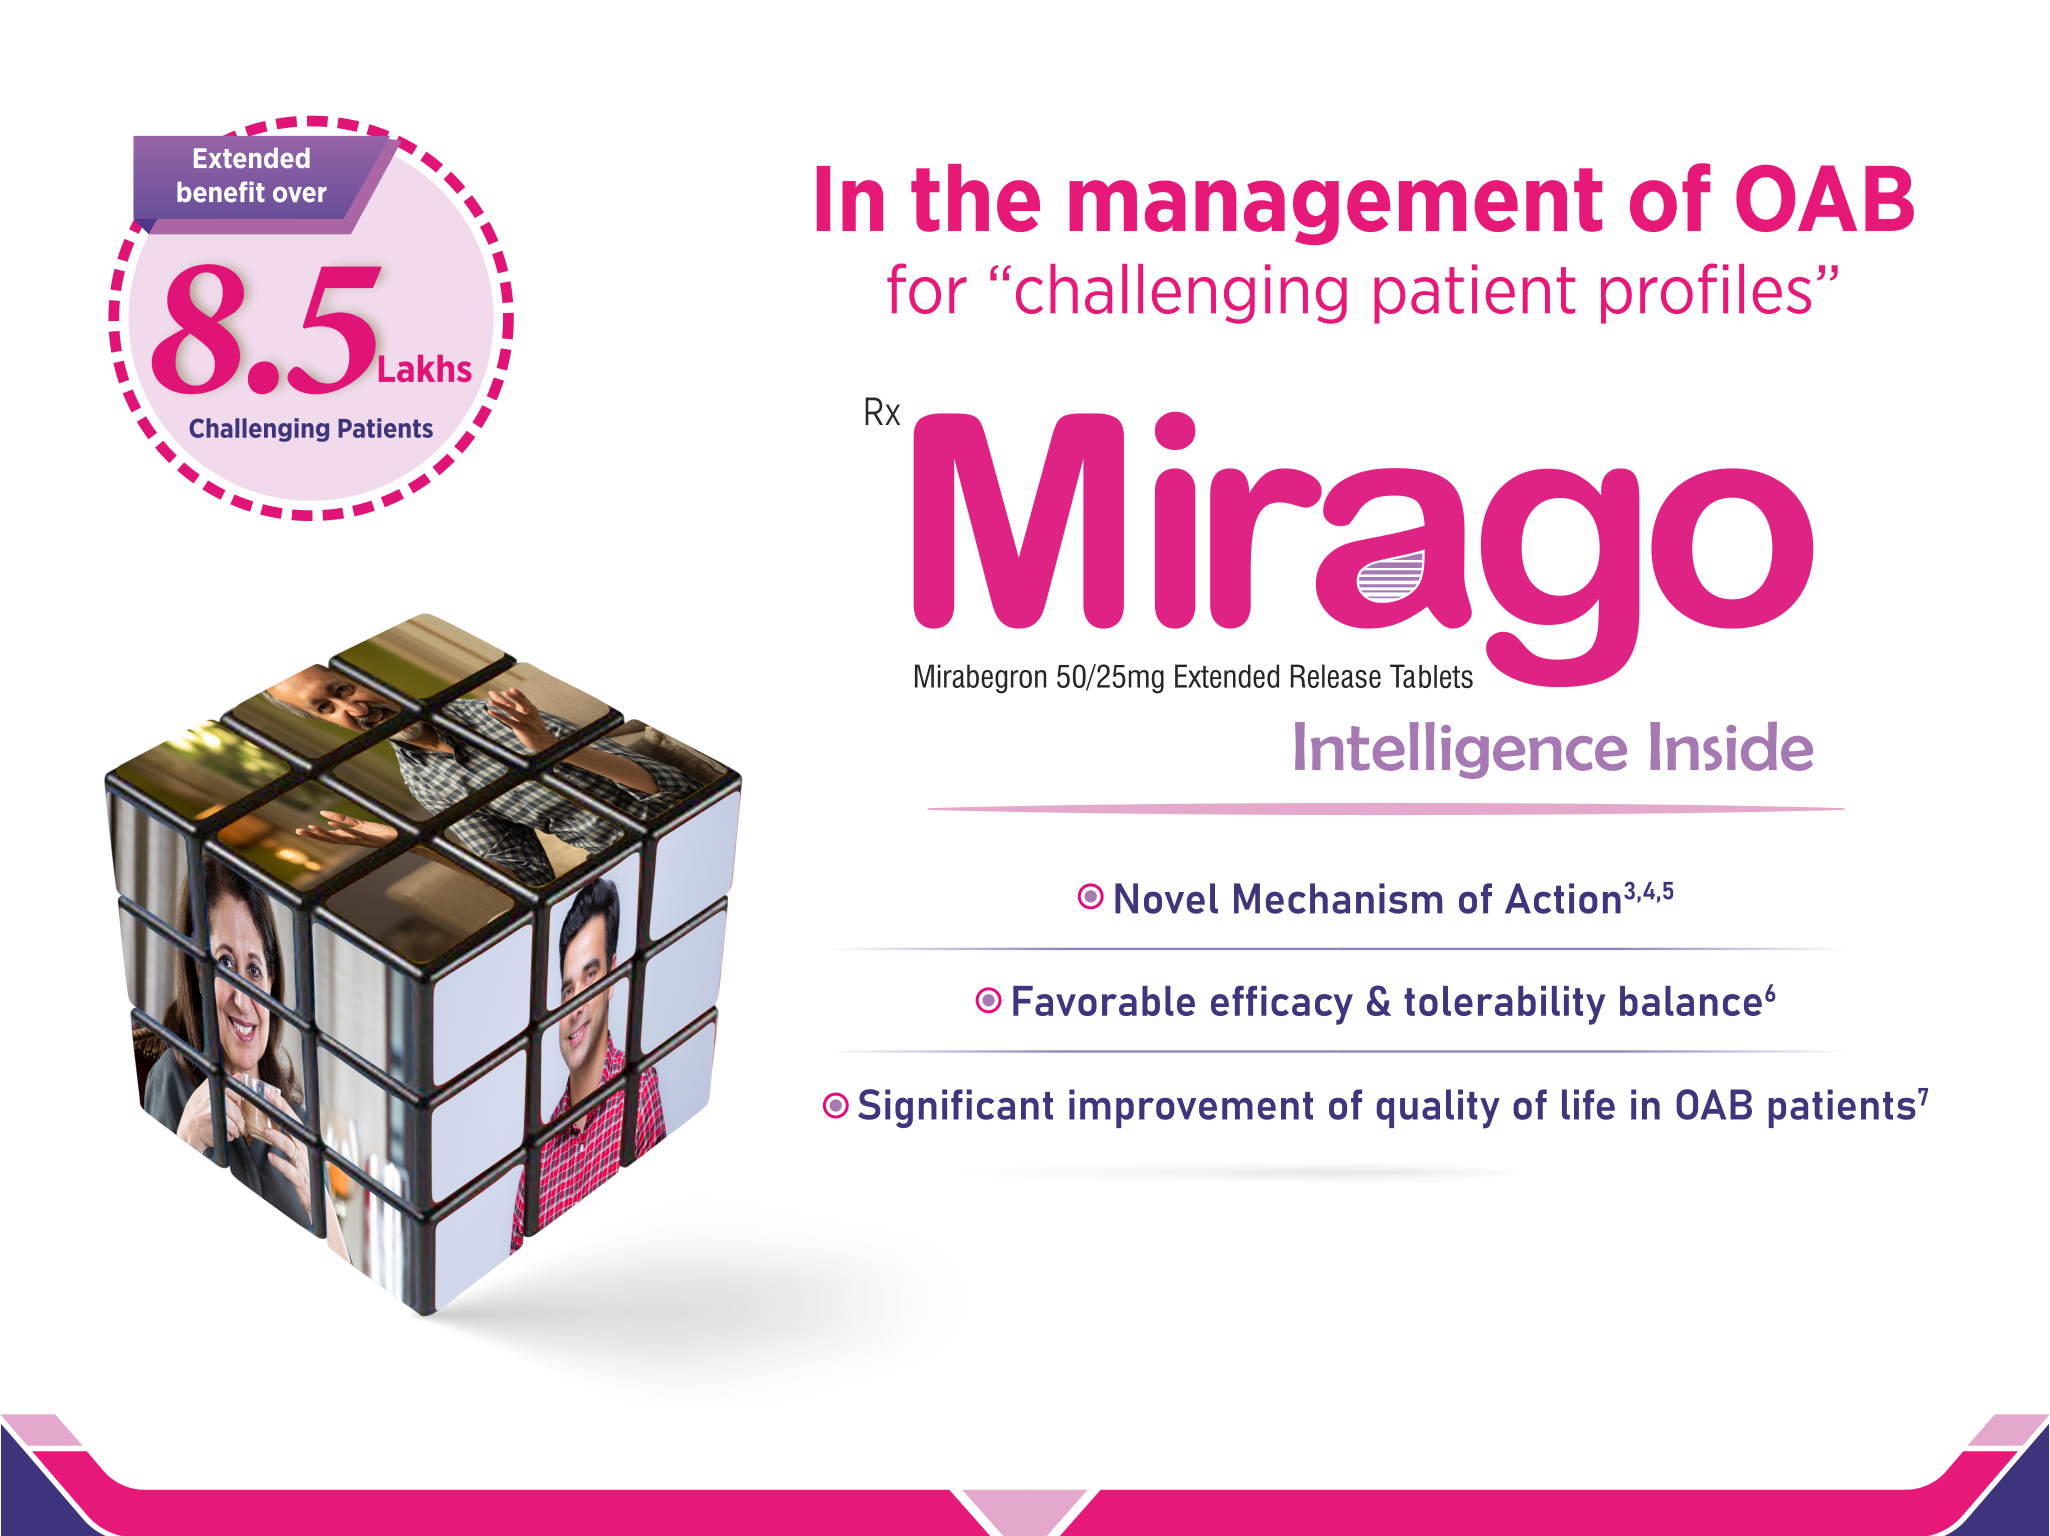 Extended
benefit over
8.5 Lakhs
Challenging Patients
In the management of OAB
for “challenging patient profiles”
Rx
Mirago
Mirabegron 50/25mg Extended Release Tablets
Intelligence Inside
Novel Mechanism of Action3,4,5
Favorable efficacy & tolerability balance6
Significant improvement of quality of life in OAB patients7